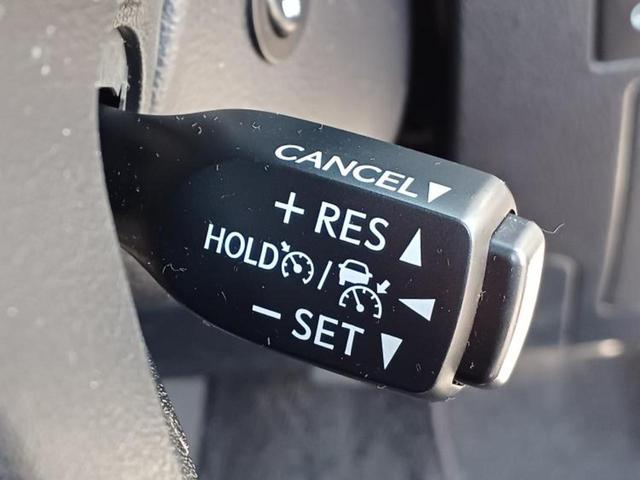 CANCEL▼
+ RES ▲
HOLD /
− SET ▼